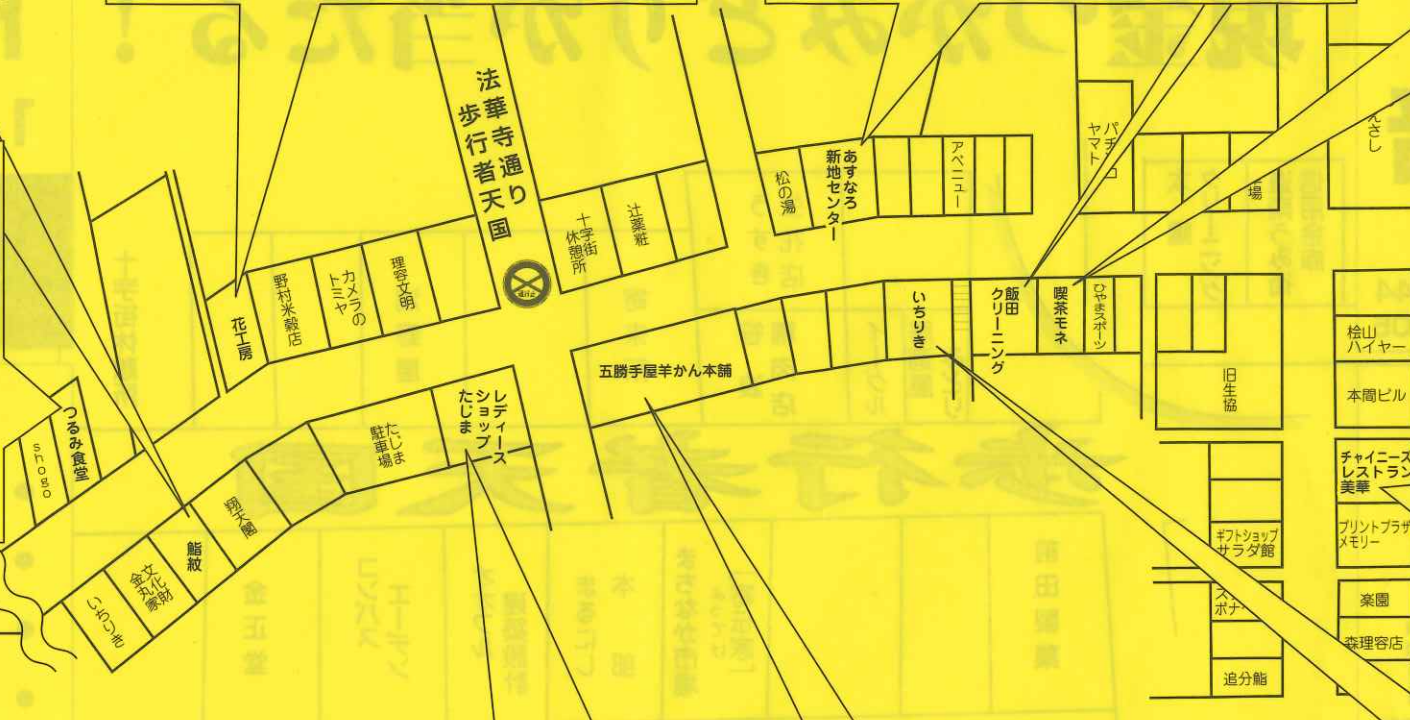 法華寺通り
歩行者天国
花工房
野村米穀店
カメラの
トミヤ
理容文明
十字街
休憩所
辻薬粧
松の湯
あすなろ
新地センター
アベニュー
ヤマト
場
えさし
つるみ食堂
shogo
いちりき
文化財
金丸家
鮨紋
翔天閣
たじま
駐車場
レディース
ショップ
たじま
五勝手屋羊かん本舗
いちりき
飯田
クリーニング
喫茶モネ
ひやまスポーツ
旧生協
ギフトショップ
サラダ館
ポナ
追分鮨
桧山
ハイヤー
本間ビル
チャイニーズ
レストラン
美華
プリントプラザ
メモリー
楽園
森理容店